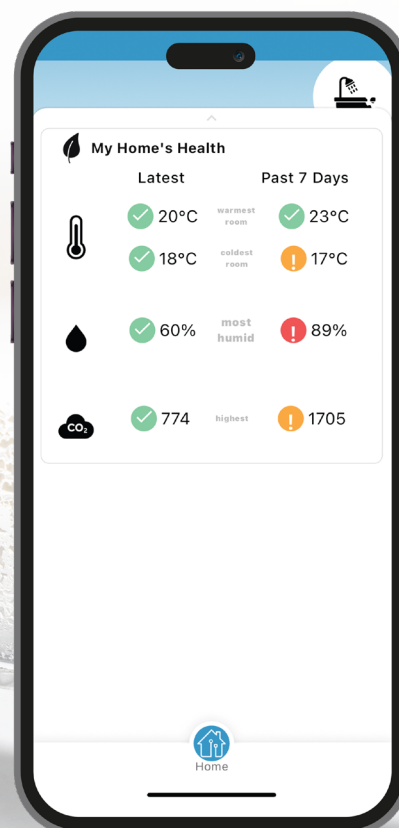 My Home's Health
Latest Past 7 Days
20°C warmest room 23°C
18°C coldest room 17°C
60% most humid 89%
CO₂ 774 highest 1705
Home